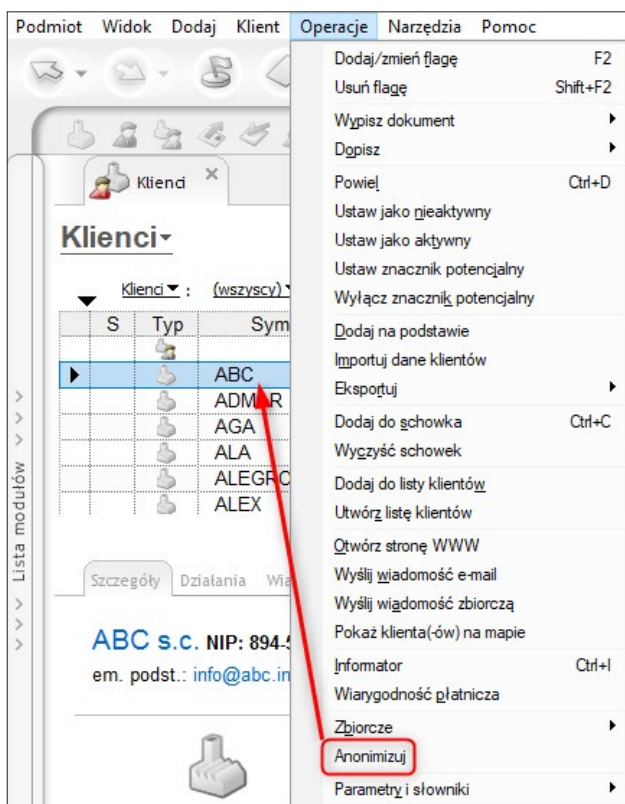 Podmiot Widok Dodaj Klient Operacje Narzędzia Pomoc
Klienci
Klienci
Klienci : (wszyscy)
S Typ Sym
ABC
ADMAR
AGA
ALA
ALEGRO
ALEX
Lista modułów
Szczegóły Działania
ABC s.c. NIP: 894-5
em. podst.: info@abc.in
Dodaj/zmień flagę F2
Usuń flagę Shift+F2
Wypisz dokument
Dopisz
Powiel Ctrl+D
Ustaw jako nieaktywny
Ustaw jako aktywny
Ustaw znacznik potencjalny
Wyłącz znacznik potencjalny
Dodaj na podstawie
Importuj dane klientów
Eksportuj
Dodaj do schowka Ctrl+C
Wyczyść schowek
Dodaj do listy klientów
Utwórz listę klientów
Otwórz stronę WWW
Wyślij wiadomość e-mail
Wyślij wiadomość zbiorczą
Pokaż klienta(-ów) na mapie
Informator Ctrl+I
Wiarygodność płatnicza
Zbiorcze
Anonimizuj
Parametry i słowniki